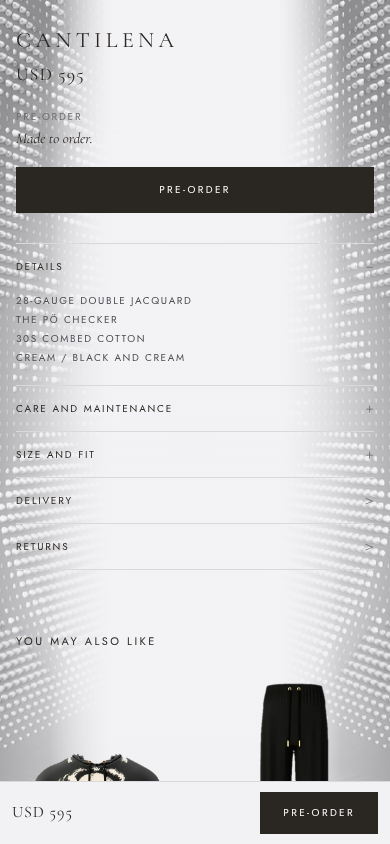 CANTILENA
USD 595
PRE-ORDER
Made to order.
PRE-ORDER
DETAILS −
28-GAUGE DOUBLE JACQUARD
THE PÖ CHECKER
30S COMBED COTTON
CREAM / BLACK AND CREAM
CARE AND MAINTENANCE +
SIZE AND FIT +
DELIVERY >
RETURNS >
YOU MAY ALSO LIKE
USD 595
PRE-ORDER